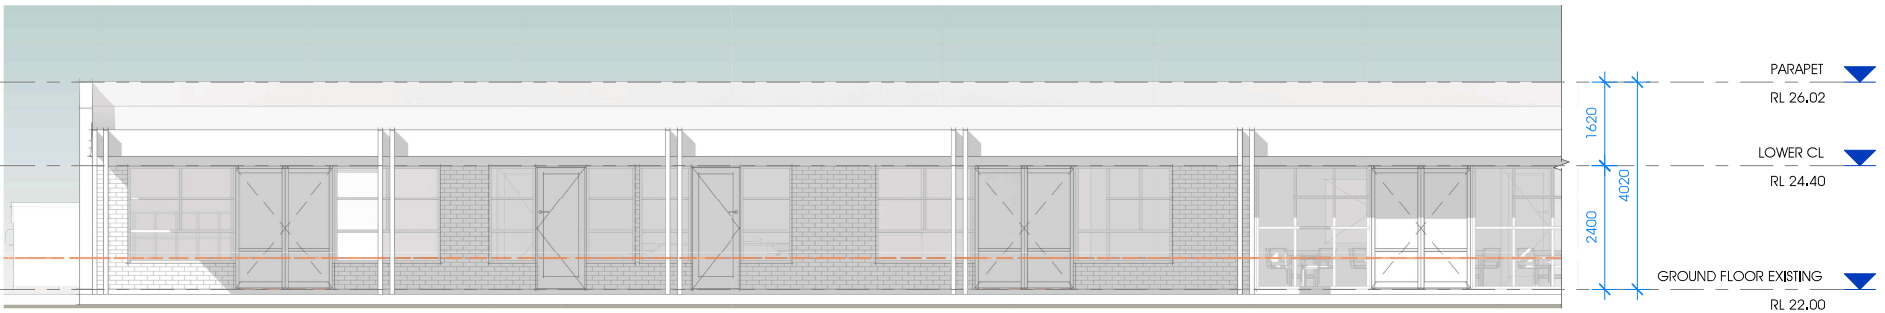 PARAPET
RL 26.02
1620
LOWER CL
RL 24.40
4020
2400
GROUND FLOOR EXISTING
RL 22.00